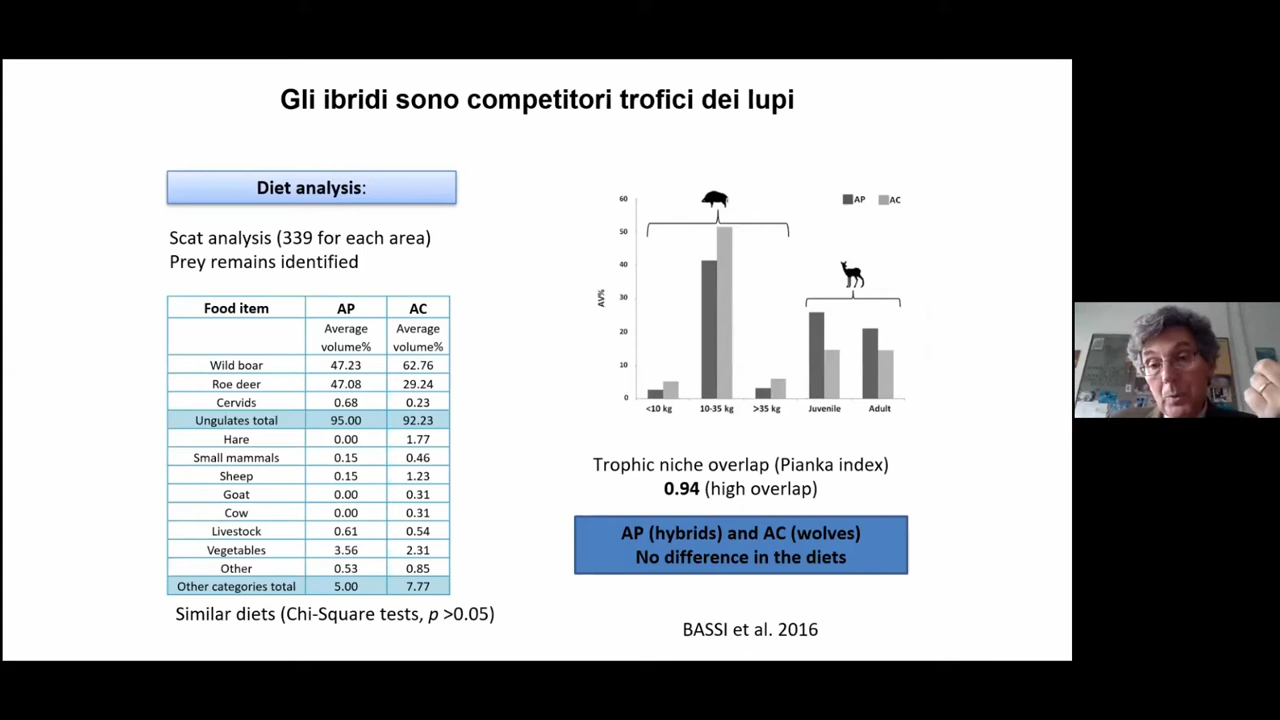 Gli ibridi sono competitori trofici dei lupi
Diet analysis:
Scat analysis (339 for each area)
Prey remains identified
Food item AP AC
Average volume% Average volume%
Wild boar 47.23 62.76
Roe deer 47.08 29.24
Cervids 0.68 0.23
Ungulates total 95.00 92.23
Hare 0.00 1.77
Small mammals 0.15 0.46
Sheep 0.15 1.23
Goat 0.00 0.31
Cow 0.00 0.31
Livestock 0.61 0.54
Vegetables 3.56 2.31
Other 0.53 0.85
Other categories total 5.00 7.77
Similar diets (Chi-Square tests, p >0.05)
AP AC
60
50
40
30
20
10
0
AV%
<10 kg 10-35 kg >35 kg Juvenile Adult
Trophic niche overlap (Pianka index)
0.94 (high overlap)
AP (hybrids) and AC (wolves)
No difference in the diets
BASSI et al. 2016